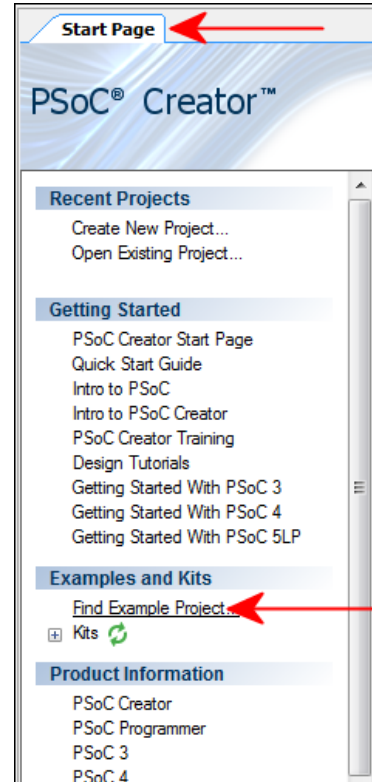 Start Page
PSoC® Creator™
Recent Projects
Create New Project...
Open Existing Project...
Getting Started
PSoC Creator Start Page
Quick Start Guide
Intro to PSoC
Intro to PSoC Creator
PSoC Creator Training
Design Tutorials
Getting Started With PSoC 3
Getting Started With PSoC 4
Getting Started With PSoC 5LP
Examples and Kits
Find Example Project...
Kits
Product Information
PSoC Creator
PSoC Programmer
PSoC 3
PSoC 4